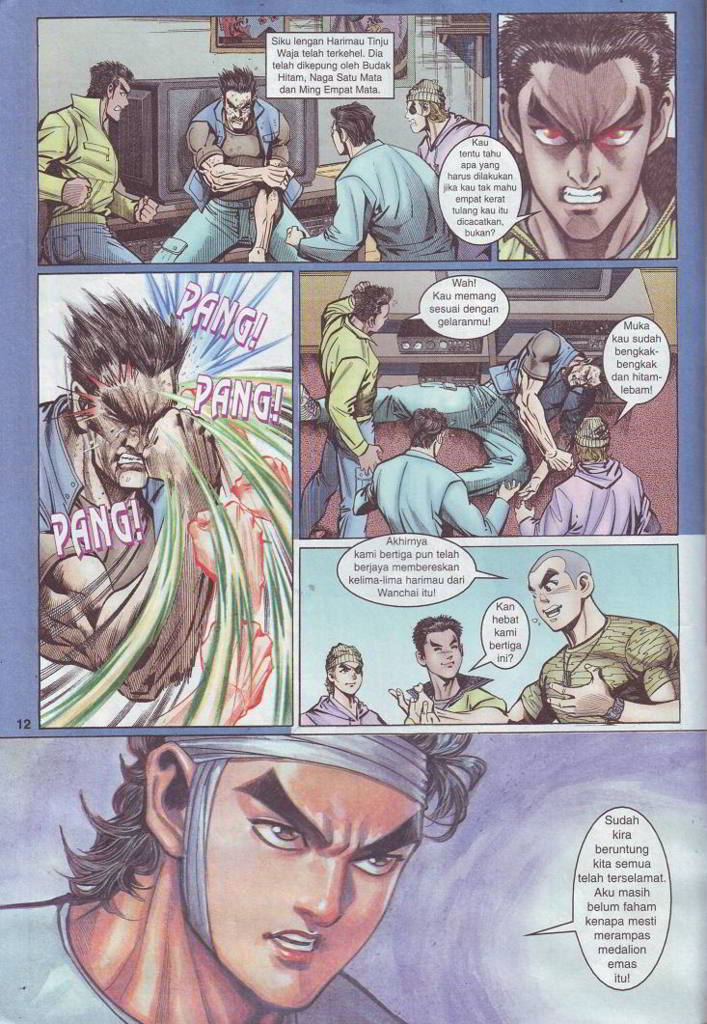 Siku lengan Harimau Tinju
Waja telah terkehel. Dia
telah dikepung oleh Budak
Hitam, Naga Satu Mata
dan Ming Empat Mata.
Kau
tentu tahu
apa yang
harus dilakukan
jika kau tak mahu
empat kerat
tulang kau itu
dicacatkan,
bukan?
PANG!
PANG!
PANG!
Wah!
Kau memang
sesuai dengan
gelaranmu!
Muka
kau sudah
bengkak-
bengkak
dan hitam-
lebam!
Akhirnya
kami bertiga pun telah
berjaya membereskan
kelima-lima harimau dari
Wanchai itu!
Kan
hebat
kami
bertiga
ini?
12
Sudah
kira
beruntung
kita semua
telah terselamat.
Aku masih
belum faham
kenapa mesti
merampas
medalion
emas
itu!